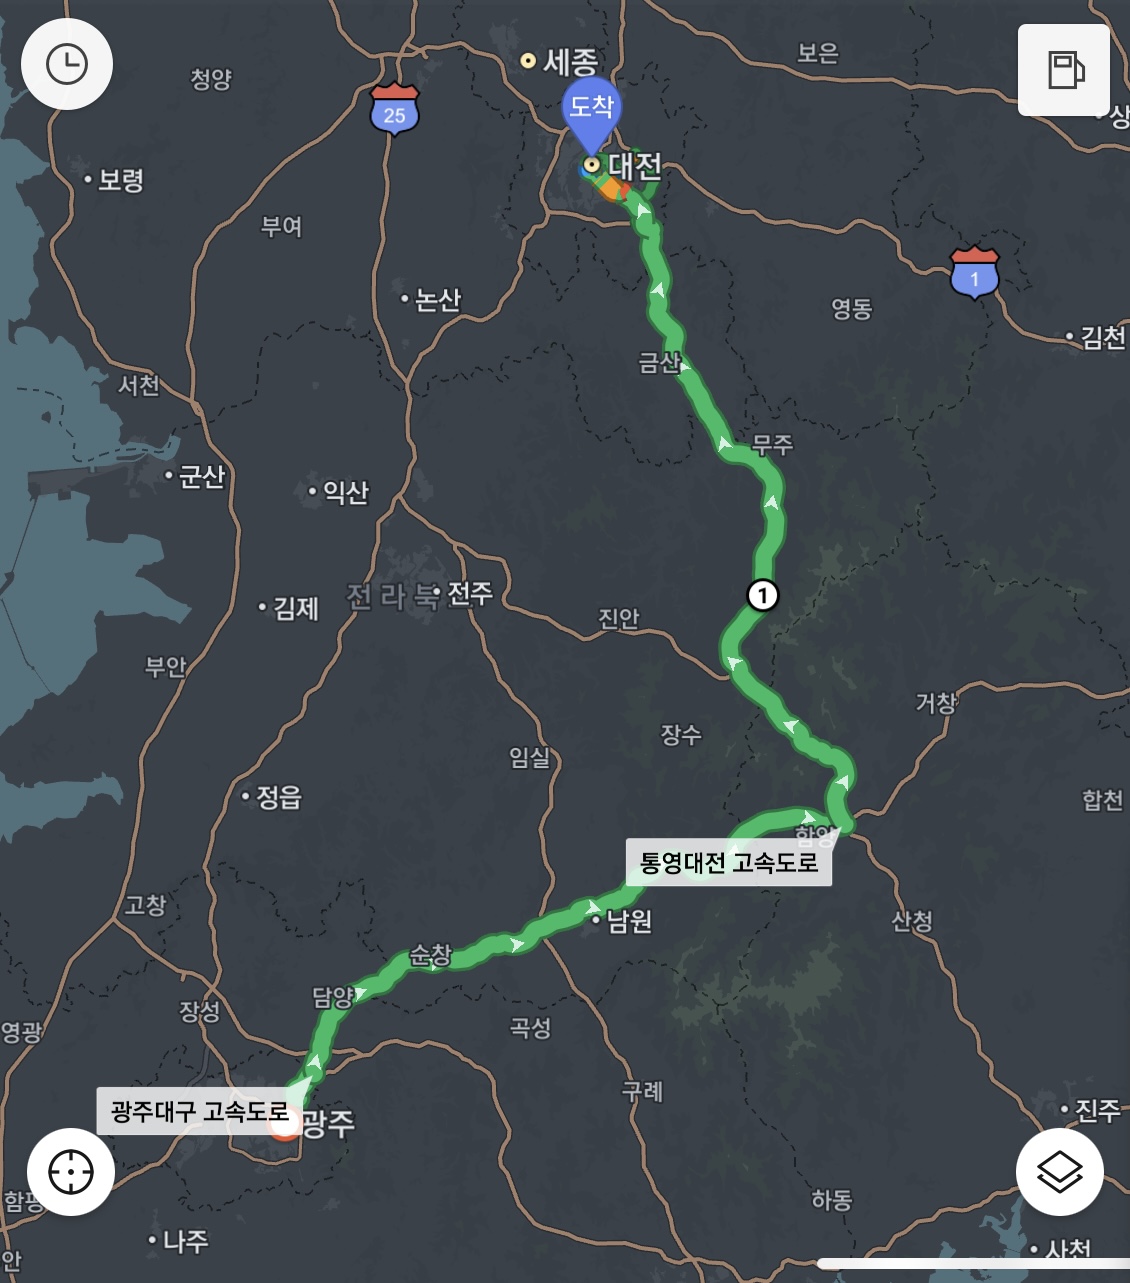 세종
보은
청양
25
도착
상
대전
보령
부여
1
논산
영동
김천
금산
서천
무주
군산
익산
전라북
전주
1
김제
진안
부안
거창
장수
임실
정읍
합천
함양
통영대전 고속도로
고창
남원
산청
순창
담양
장성
영광
곡성
구례
광주대구 고속도로
광주
진주
함평
하동
나주
사천
안